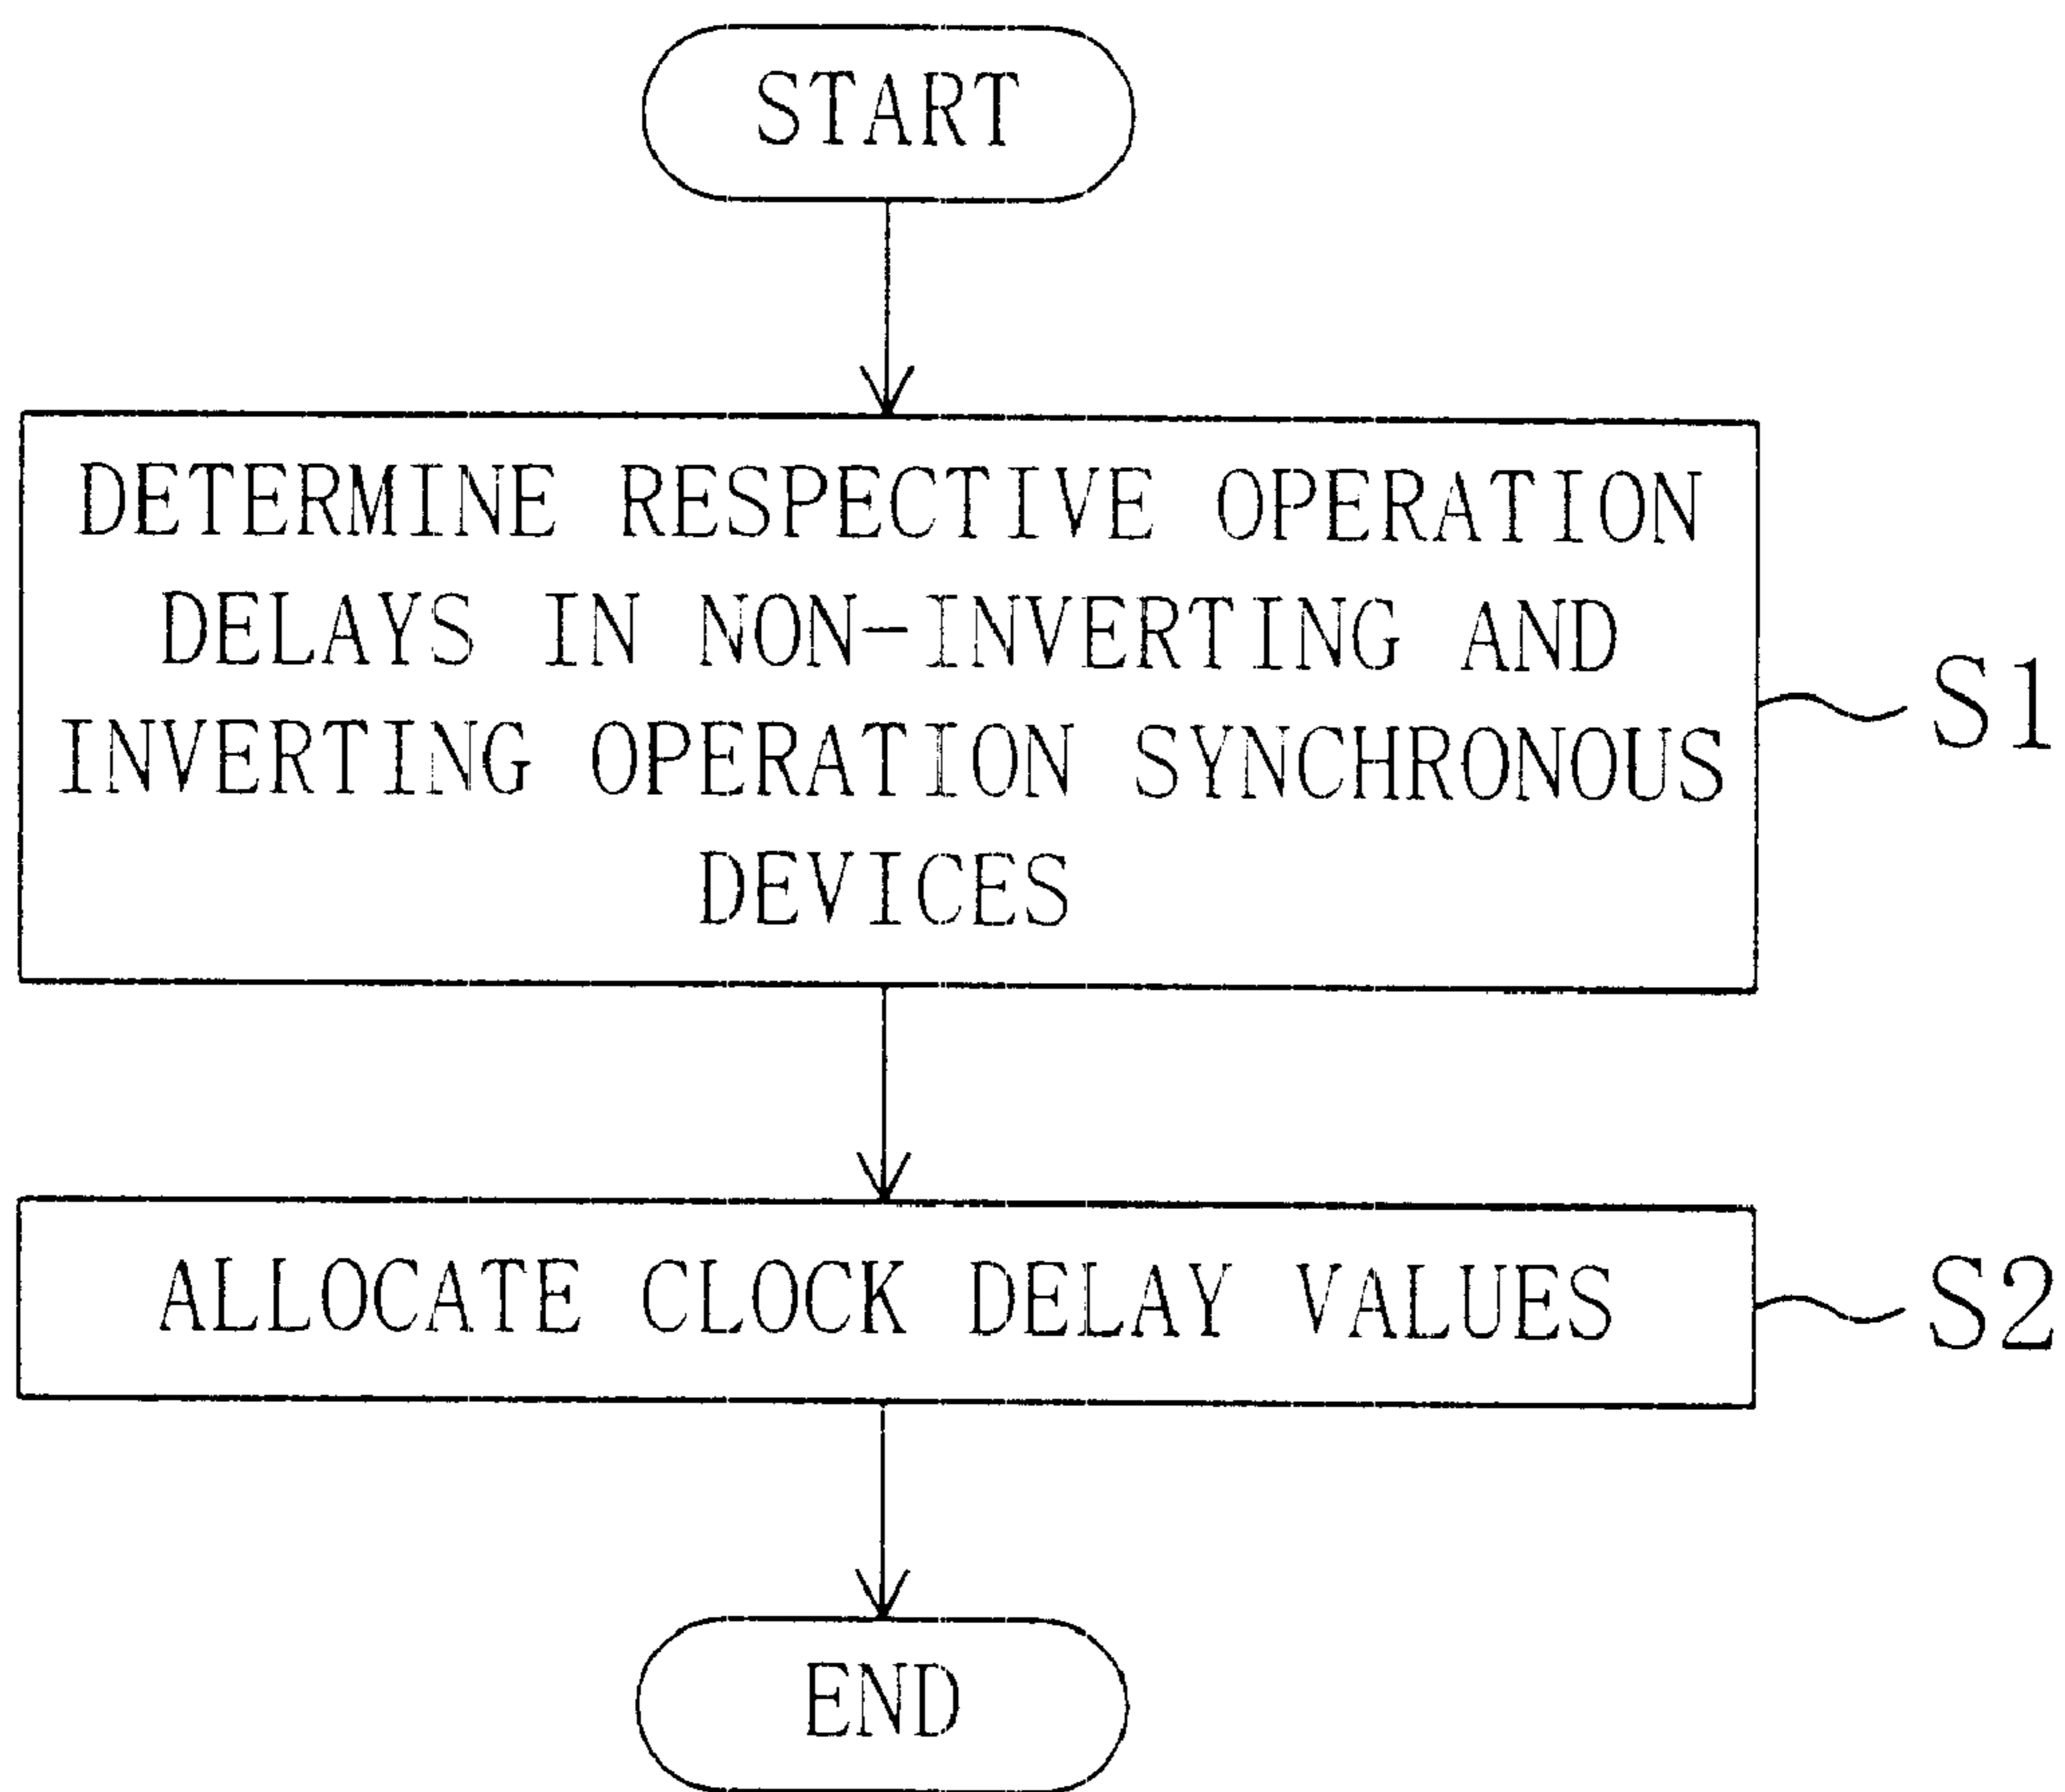 START
DETERMINE RESPECTIVE OPERATION
DELAYS IN NON-INVERTING AND
INVERTING OPERATION SYNCHRONOUS
DEVICES
S1
ALLOCATE CLOCK DELAY VALUES
S2
END